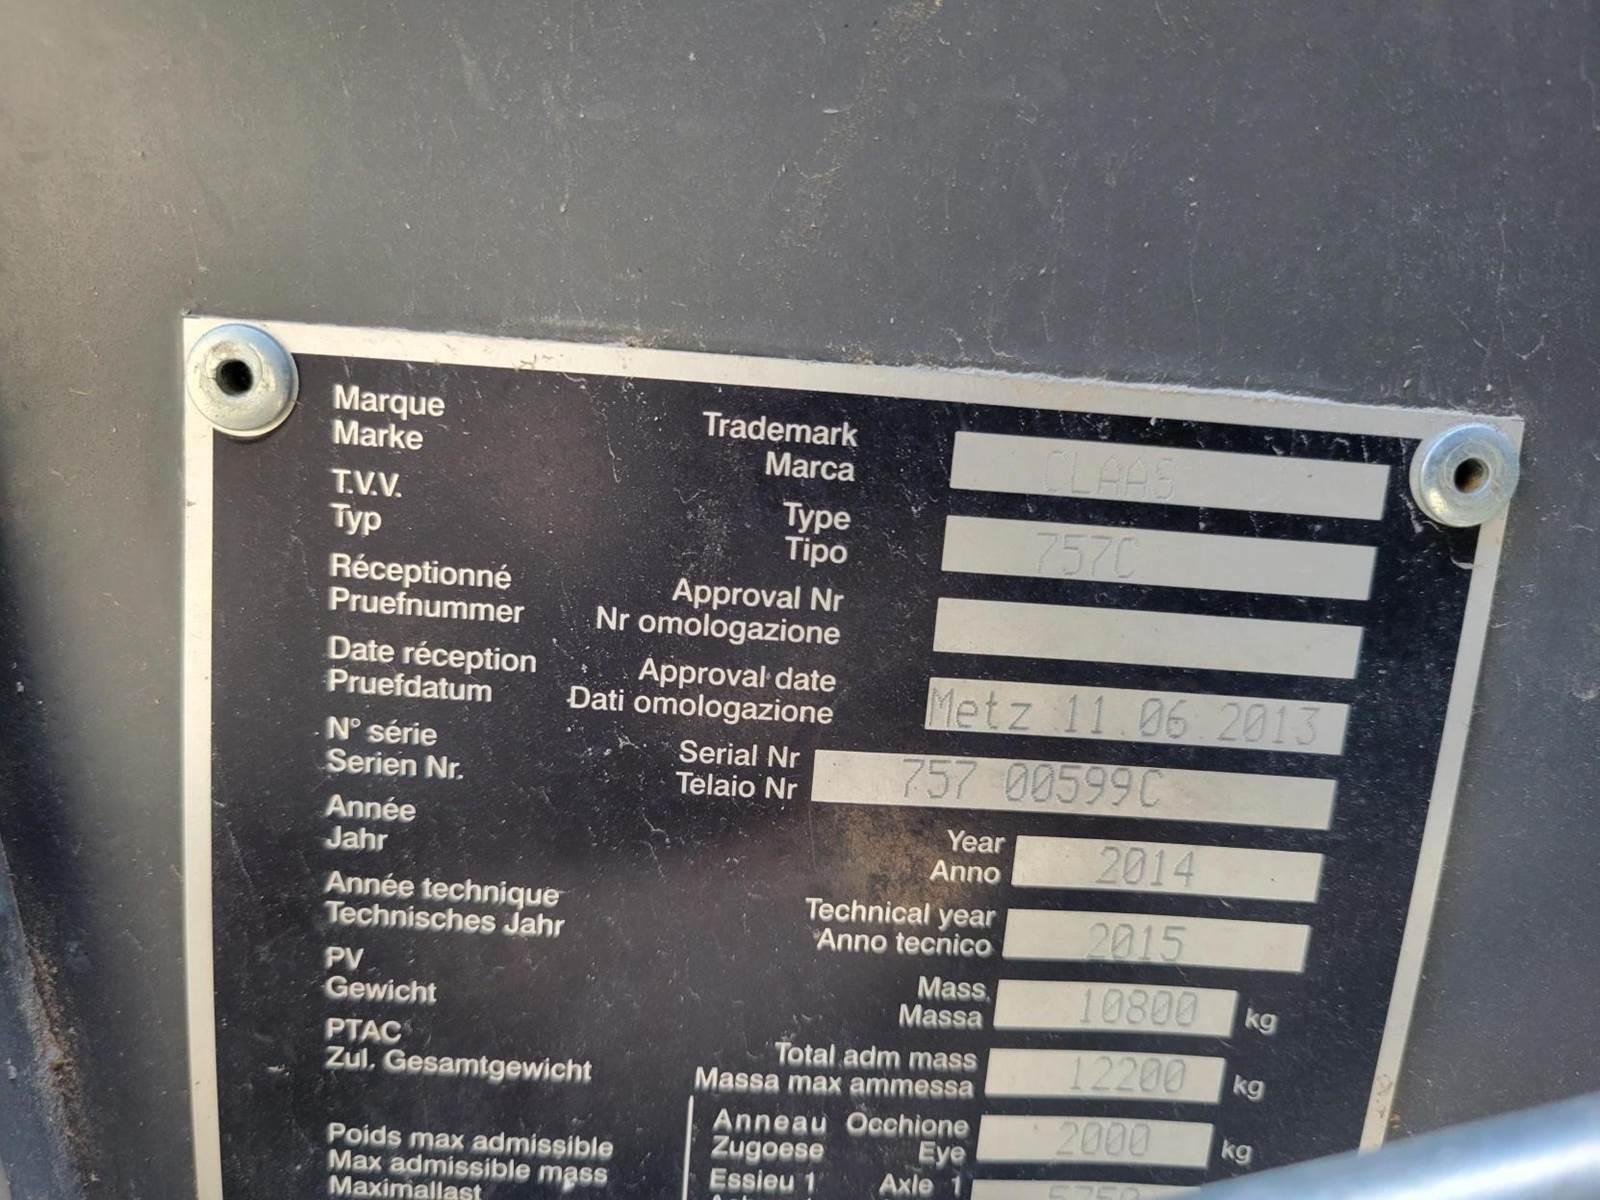 Marque Trademark CLAAS
Marke Marca
T.V.V. Type 757C
Typ Tipo
Réceptionné Approval Nr
Pruefnummer Nr omologazione
Date réception Approval date Metz 11.06.2013
Pruefdatum Dati omologazione
N° série Serial Nr 757 00599C
Serien Nr. Telaio Nr
Année Year 2014
Jahr Anno
Année technique Technical year 2015
Technisches Jahr Anno tecnico
PV Mass 10800 kg
Gewicht Massa
PTAC Total adm mass 12200 kg
Zul. Gesamtgewicht Massa max ammessa
Anneau Occhione 2000 kg
Zugoese Eye
Poids max admissible Essieu 1 Axle 1
Max admissible mass
Maximallast